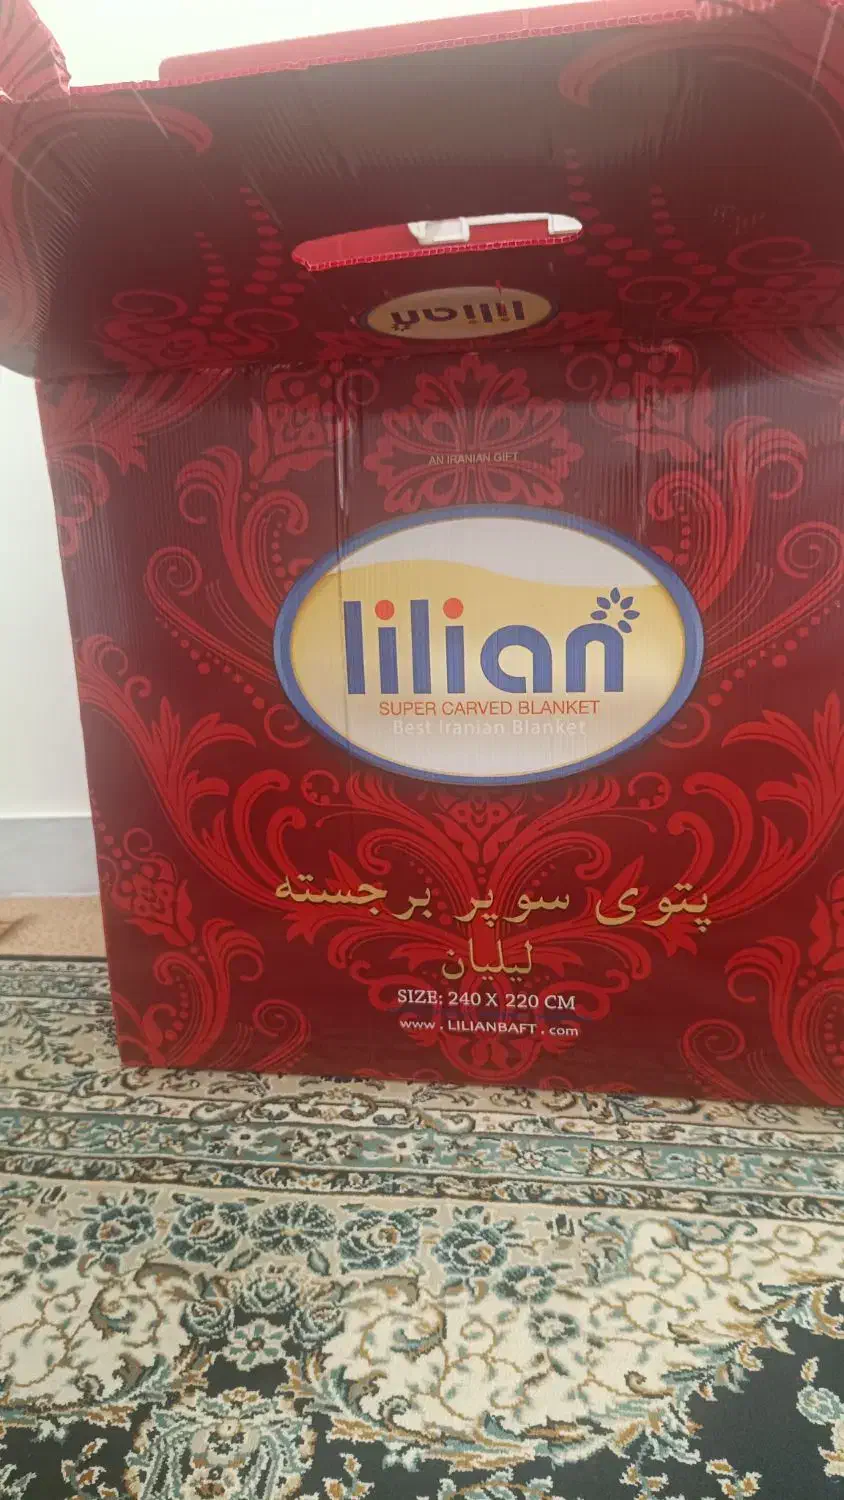 lilian
AN IRANIAN GIFT
lilian
SUPER CARVED BLANKET
Best Iranian Blanket
پتوی سوپر برجسته
لیلیان
SIZE: 240 X 220 CM
www . LILIANBAFT . com